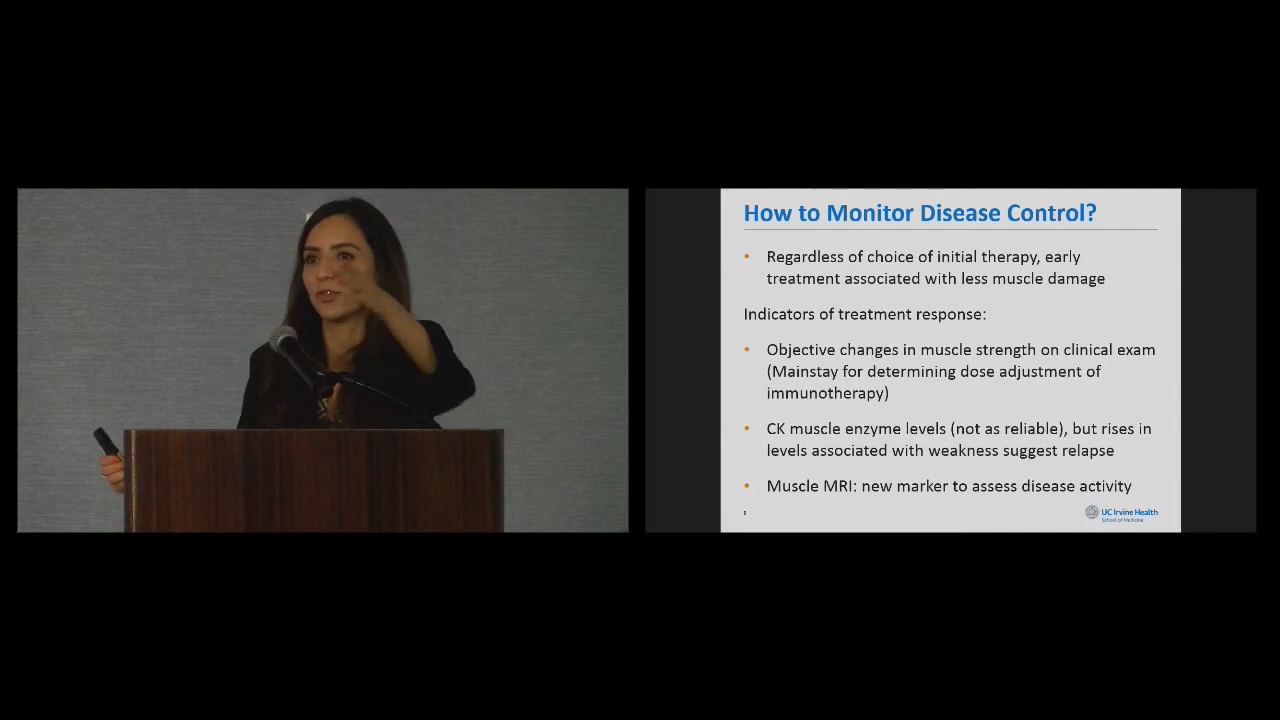 How to Monitor Disease Control?
• Regardless of choice of initial therapy, early
treatment associated with less muscle damage
Indicators of treatment response:
• Objective changes in muscle strength on clinical exam
(Mainstay for determining dose adjustment of
immunotherapy)
• CK muscle enzyme levels (not as reliable), but rises in
levels associated with weakness suggest relapse
• Muscle MRI: new marker to assess disease activity
UC Irvine Health
School of Medicine